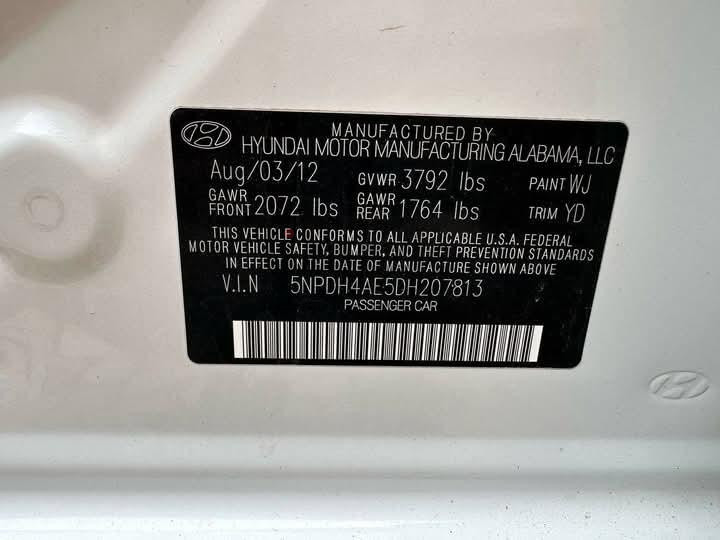 MANUFACTURED BY
HYUNDAI MOTOR MANUFACTURING ALABAMA, LLC
Aug/03/12 GVWR 3792 lbs PAINT WJ
GAWR FRONT 2072 lbs GAWR REAR 1764 lbs TRIM YD
THIS VEHICLE CONFORMS TO ALL APPLICABLE U.S.A. FEDERAL
MOTOR VEHICLE SAFETY, BUMPER, AND THEFT PREVENTION STANDARDS
IN EFFECT ON THE DATE OF MANUFACTURE SHOWN ABOVE
V.I.N 5NPDH4AE5DH207813
PASSENGER CAR